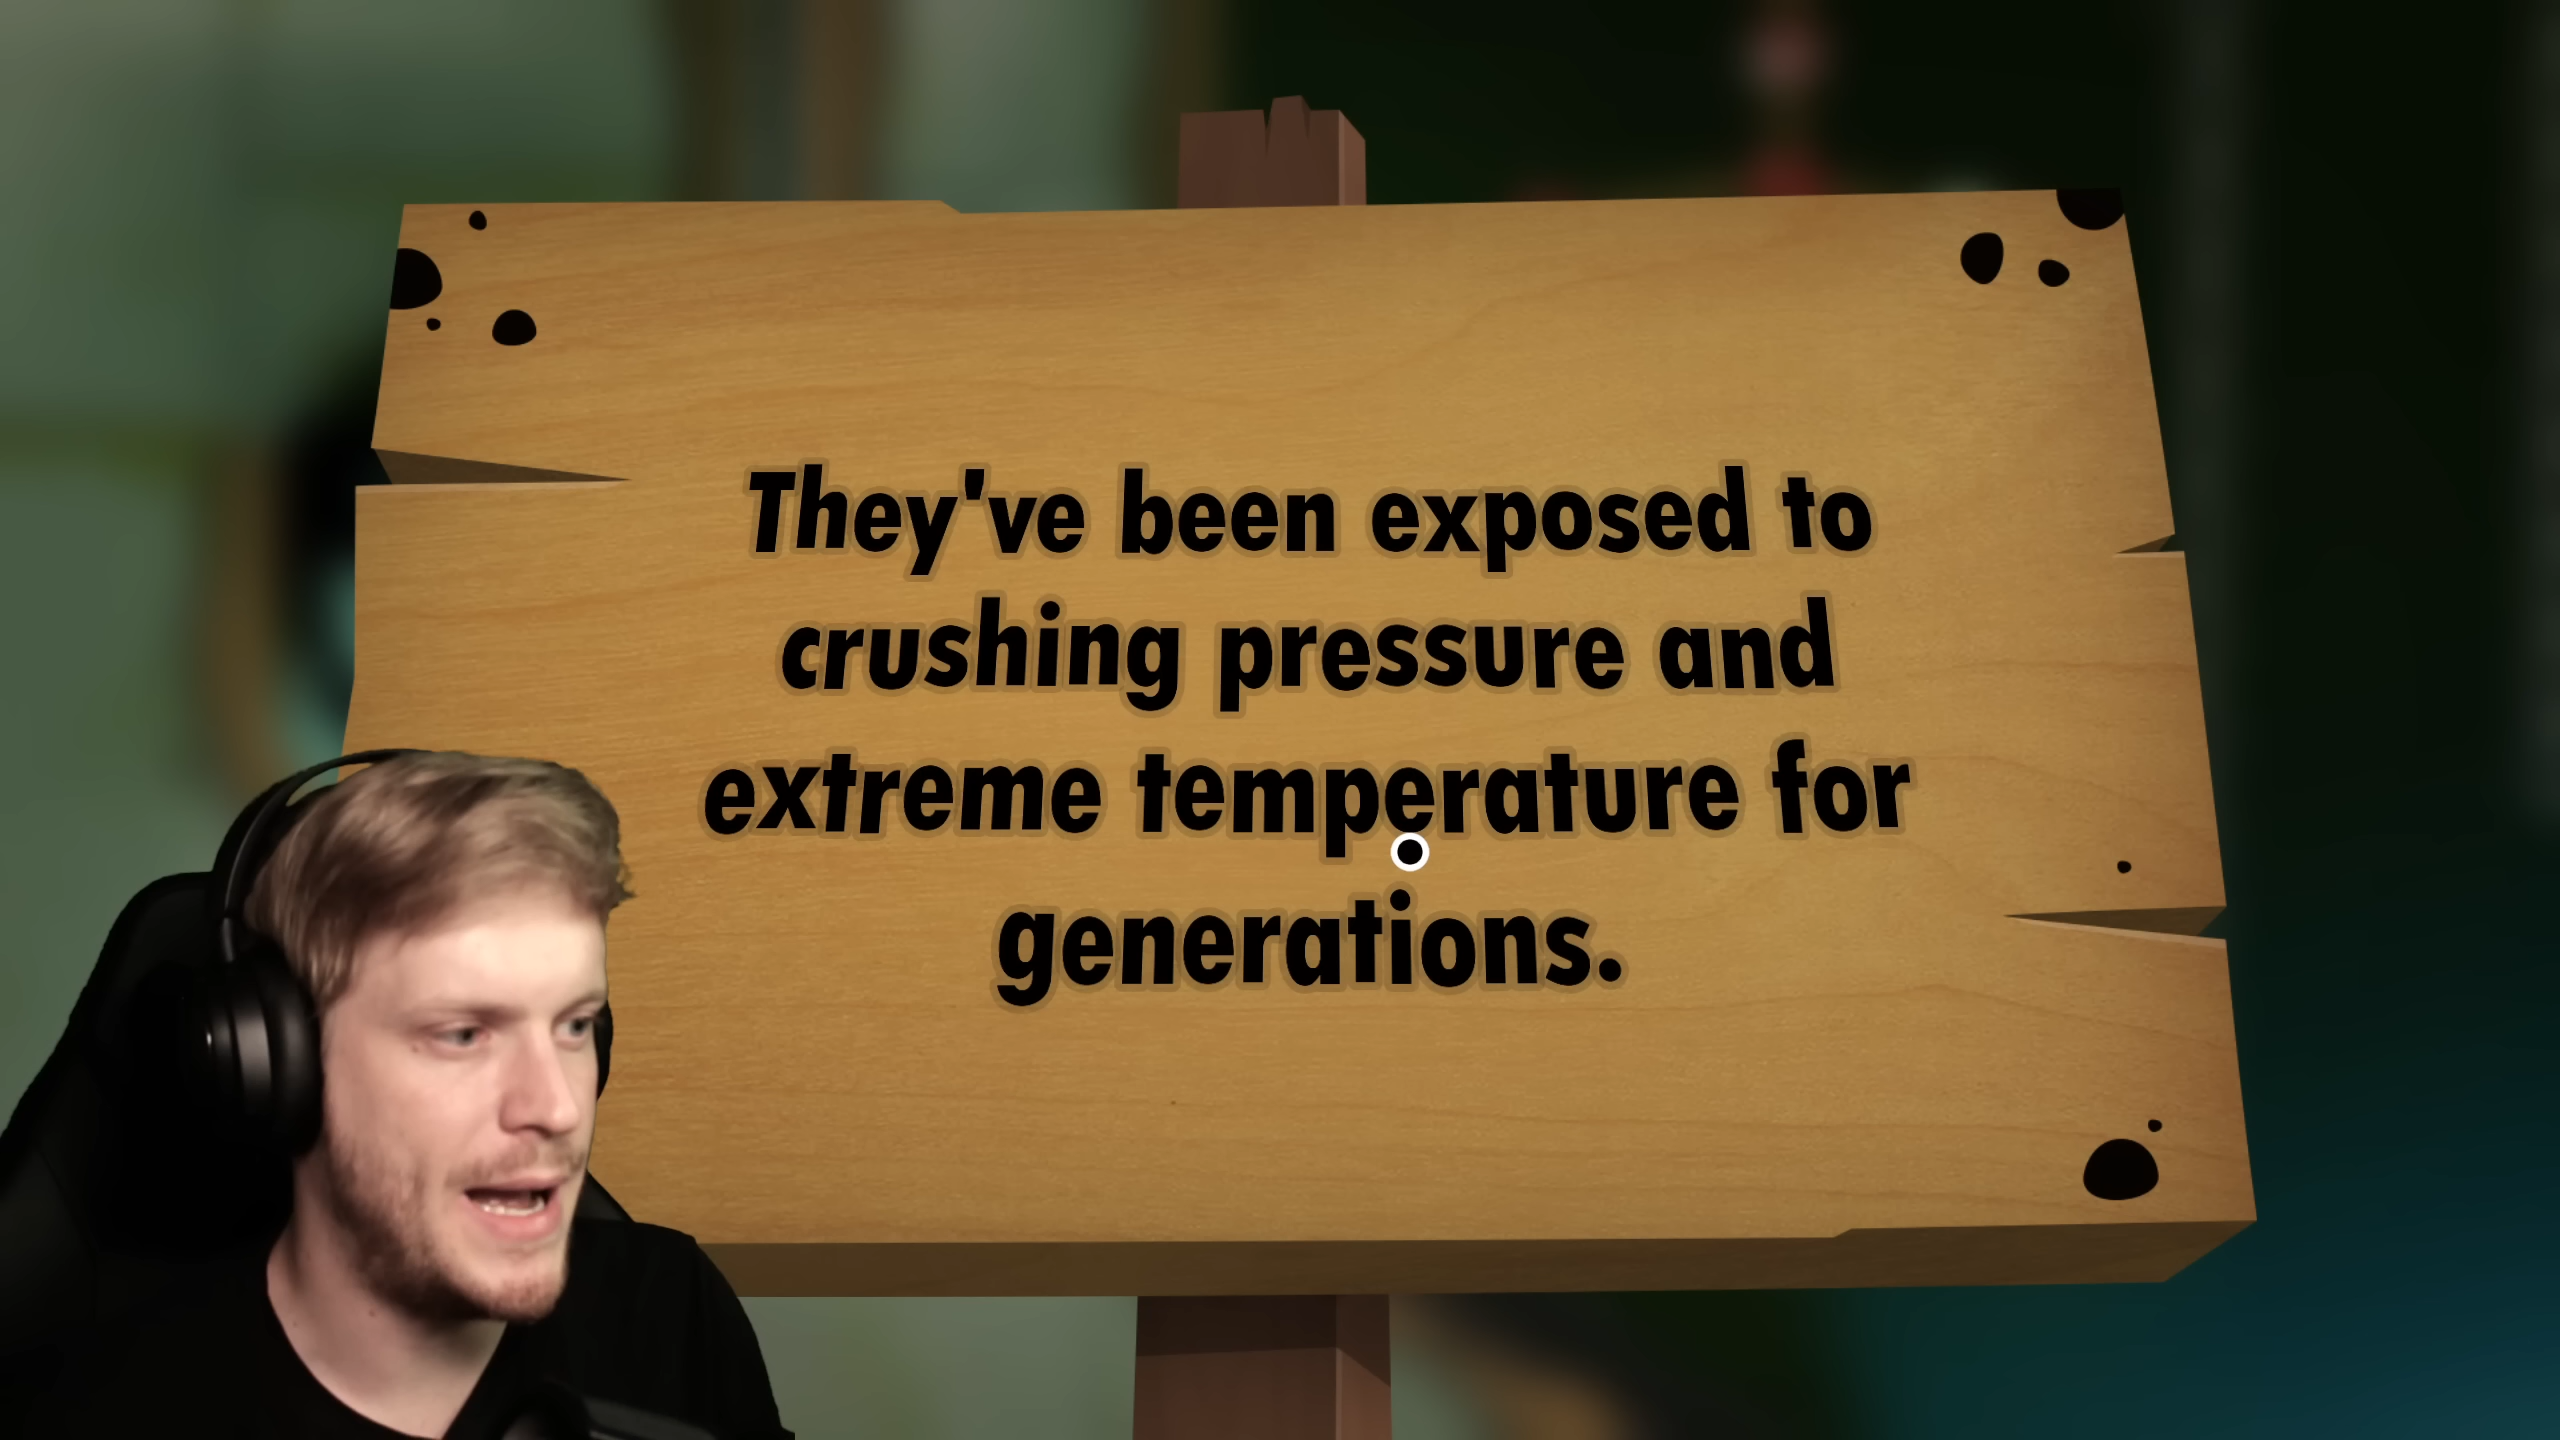 They've been exposed to
crushing pressure and
extreme temperature for
generations.